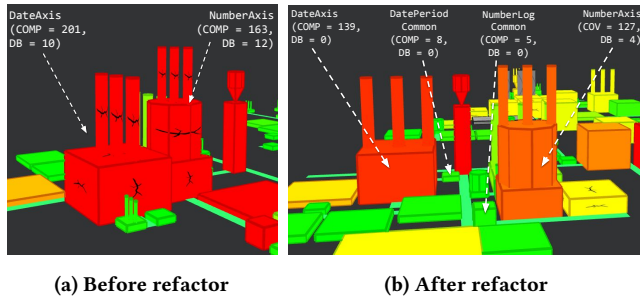 DateAxis
(COMP = 201,
DB = 10)
NumberAxis
(COMP = 163,
DB = 12)
DateAxis
(COMP = 139,
DB = 0)
DatePeriod
Common
(COMP = 8,
DB = 0)
NumberLog
Common
(COMP = 5,
DB = 0)
NumberAxis
(COV = 127,
DB = 4)
(a) Before refactor
(b) After refactor